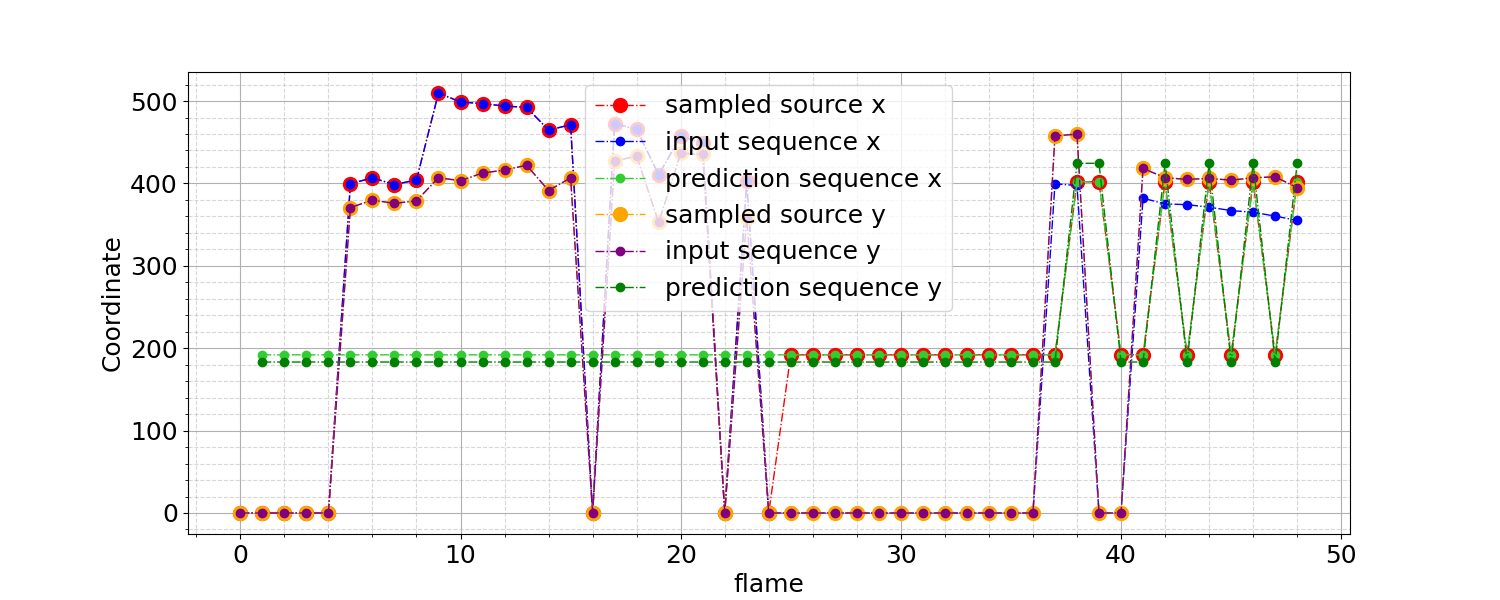 500
400
300
200
100
0
Coordinate
sampled source x
input sequence x
prediction sequence x
sampled source y
input sequence y
prediction sequence y
0 10 20 30 40 50
flame